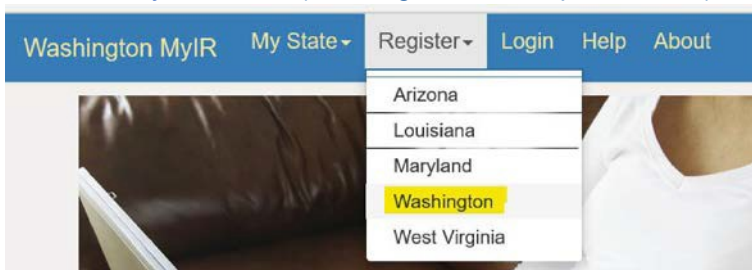 Washington MyIR My State Register Login Help About
Arizona
Louisiana
Maryland
Washington
West Virginia